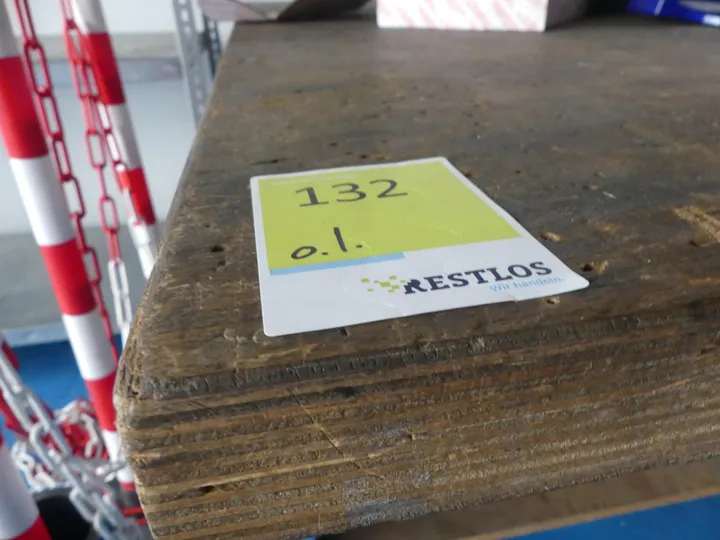 132
o.l.
RESTLOS
Wir handeln.